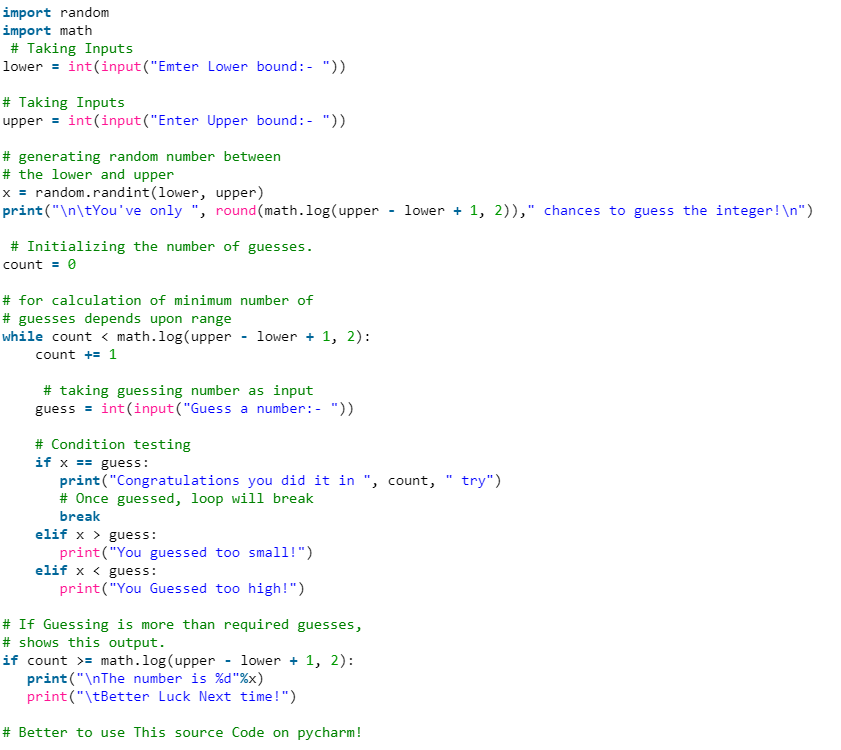 import random
import math
 # Taking Inputs
lower = int(input("Emter Lower bound:- "))

# Taking Inputs
upper = int(input("Enter Upper bound:- "))

# generating random number between
# the lower and upper
x = random.randint(lower, upper)
print("\n\tYou've only ", round(math.log(upper - lower + 1, 2))," chances to guess the integer!\n")

 # Initializing the number of guesses.
count = 0

# for calculation of minimum number of
# guesses depends upon range
while count < math.log(upper - lower + 1, 2):
    count += 1

     # taking guessing number as input
    guess = int(input("Guess a number:- "))

    # Condition testing
    if x == guess:
       print("Congratulations you did it in ", count, " try")
       # Once guessed, loop will break
       break
    elif x > guess:
       print("You guessed too small!")
    elif x < guess:
       print("You Guessed too high!")

# If Guessing is more than required guesses,
# shows this output.
if count >= math.log(upper - lower + 1, 2):
   print("\nThe number is %d"%x)
   print("\tBetter Luck Next time!")

# Better to use This source Code on pycharm!